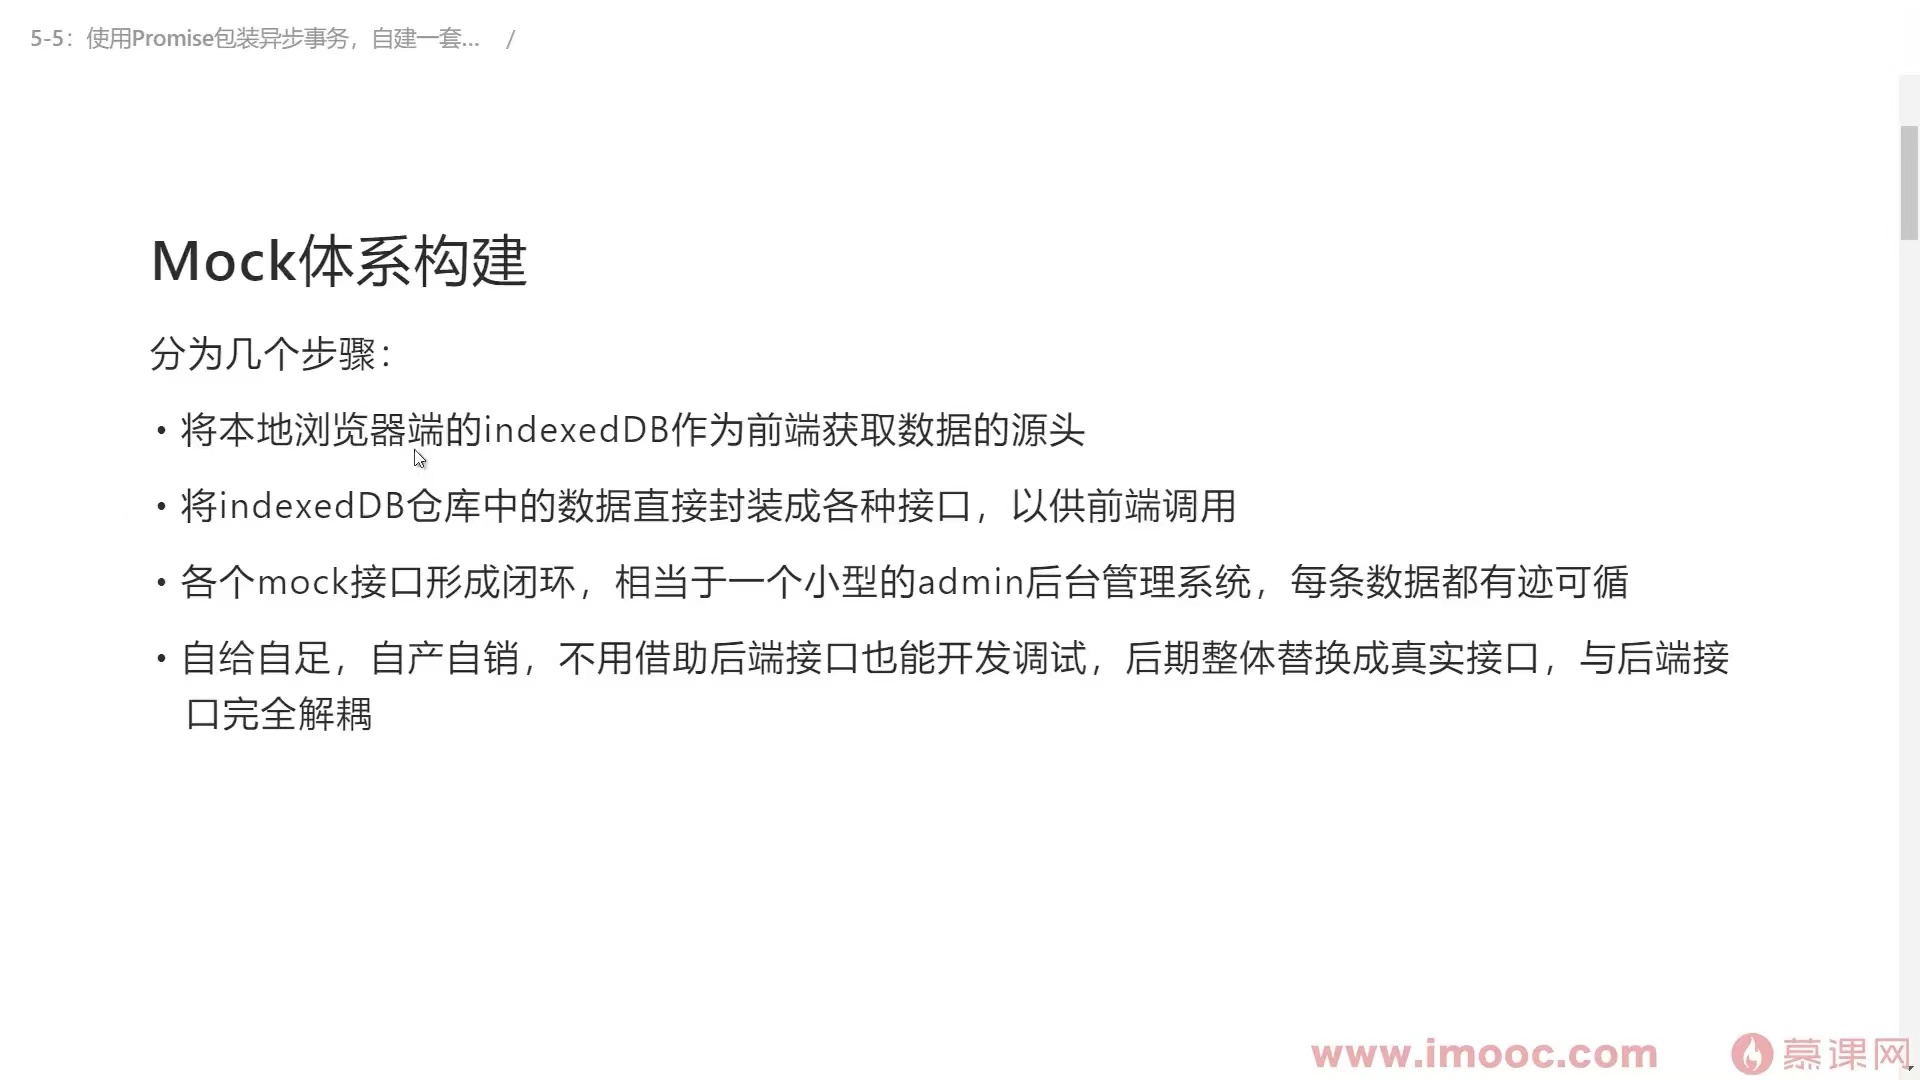 5-5：使用Promise包装异步事务，自建一套... /
Mock体系构建
分为几个步骤：
• 将本地浏览器端的indexedDB作为前端获取数据的源头
• 将indexedDB仓库中的数据直接封装成各种接口，以供前端调用
• 各个mock接口形成闭环，相当于一个小型的admin后台管理系统，每条数据都有迹可循
• 自给自足，自产自销，不用借助后端接口也能开发调试，后期整体替换成真实接口，与后端接
口完全解耦
www.imooc.com 慕课网